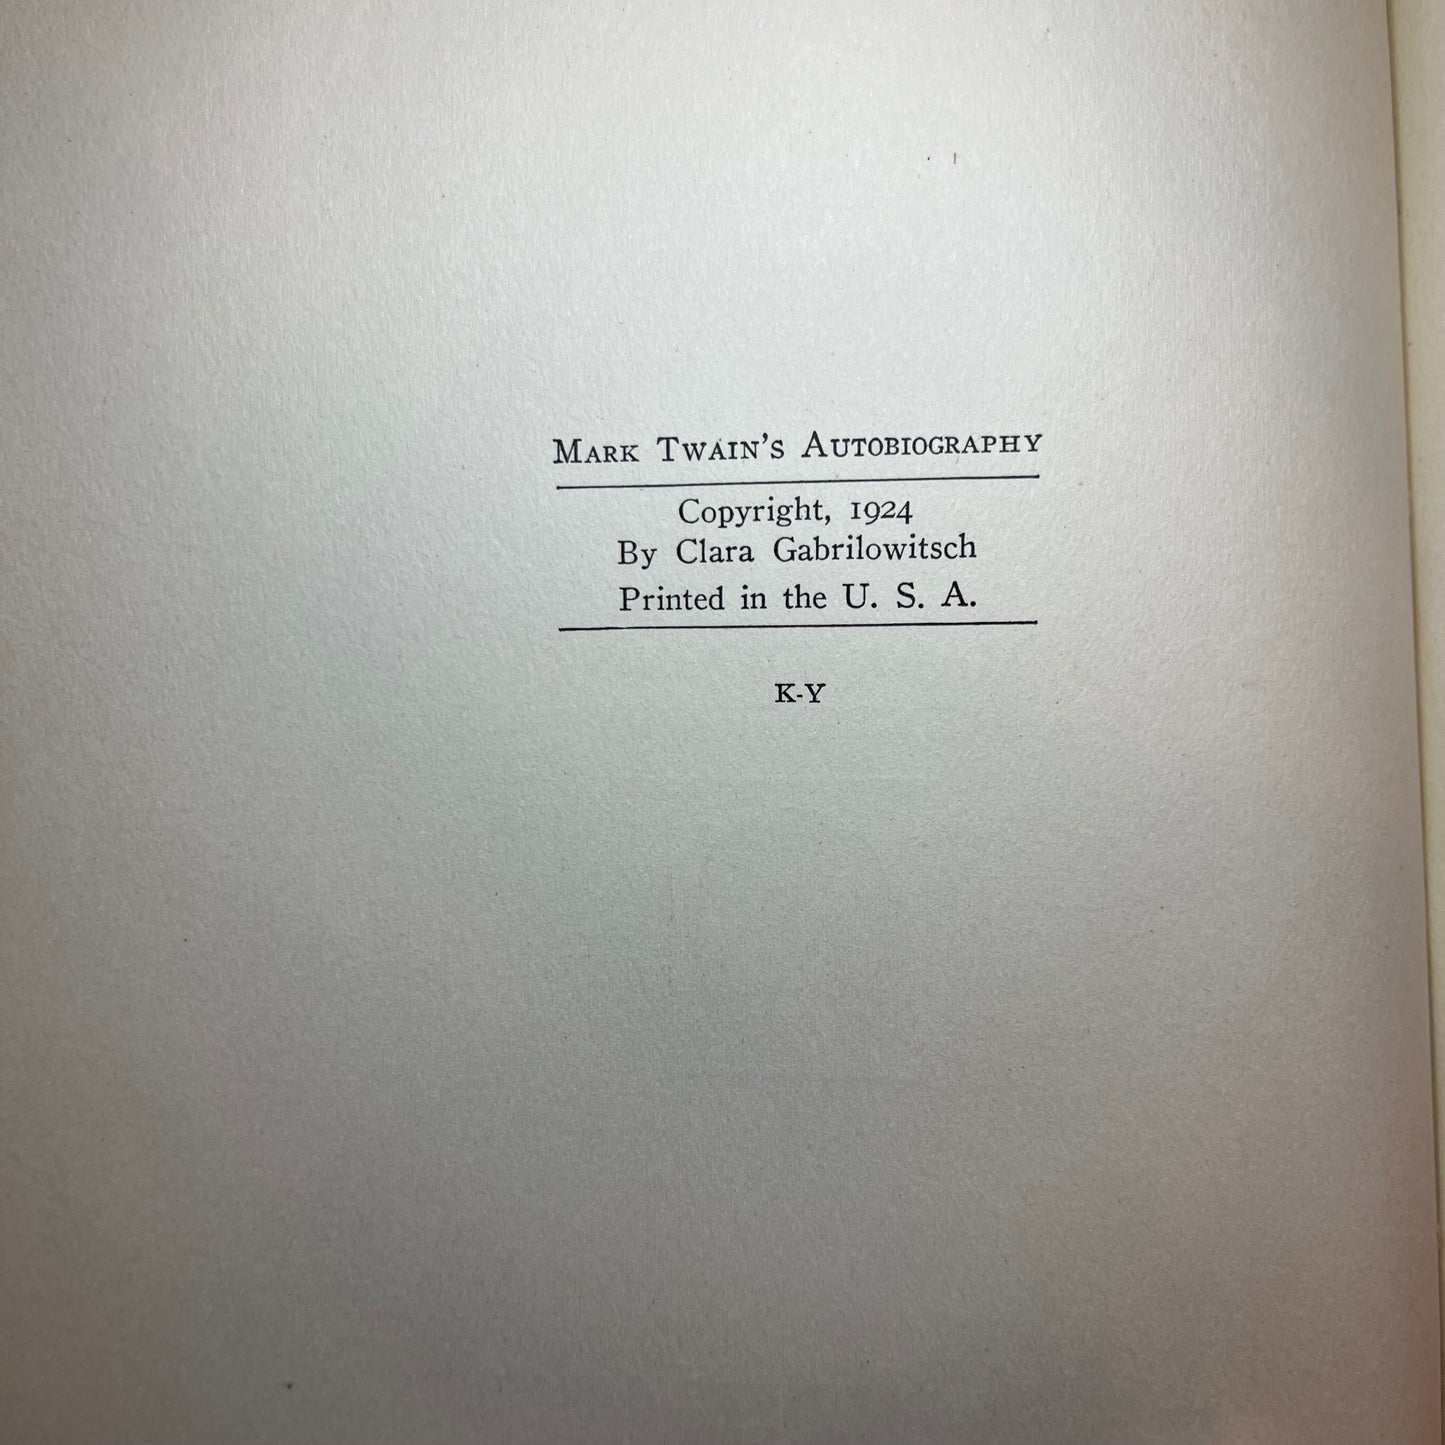 Mark Twain's Autobiography
Copyright, 1924
By Clara Gabrilowitsch
Printed in the U. S. A.
K-Y